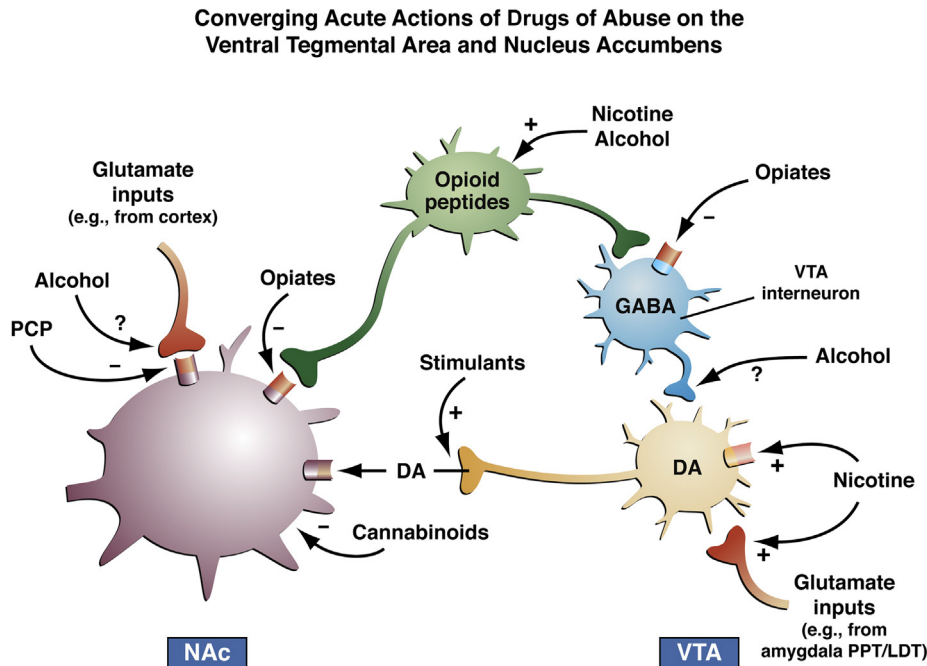 Converging Acute Actions of Drugs of Abuse on the
Ventral Tegmental Area and Nucleus Accumbens
Nicotine
Alcohol
+
Glutamate
inputs
(e.g., from cortex)
Opioid
peptides
Opiates
–
Alcohol
?
PCP
–
Opiates
–
GABA
VTA
interneuron
Stimulants
+
Alcohol
?
DA
DA
+
Nicotine
+
Cannabinoids
–
Glutamate
inputs
(e.g., from
amygdala PPT/LDT)
NAc
VTA